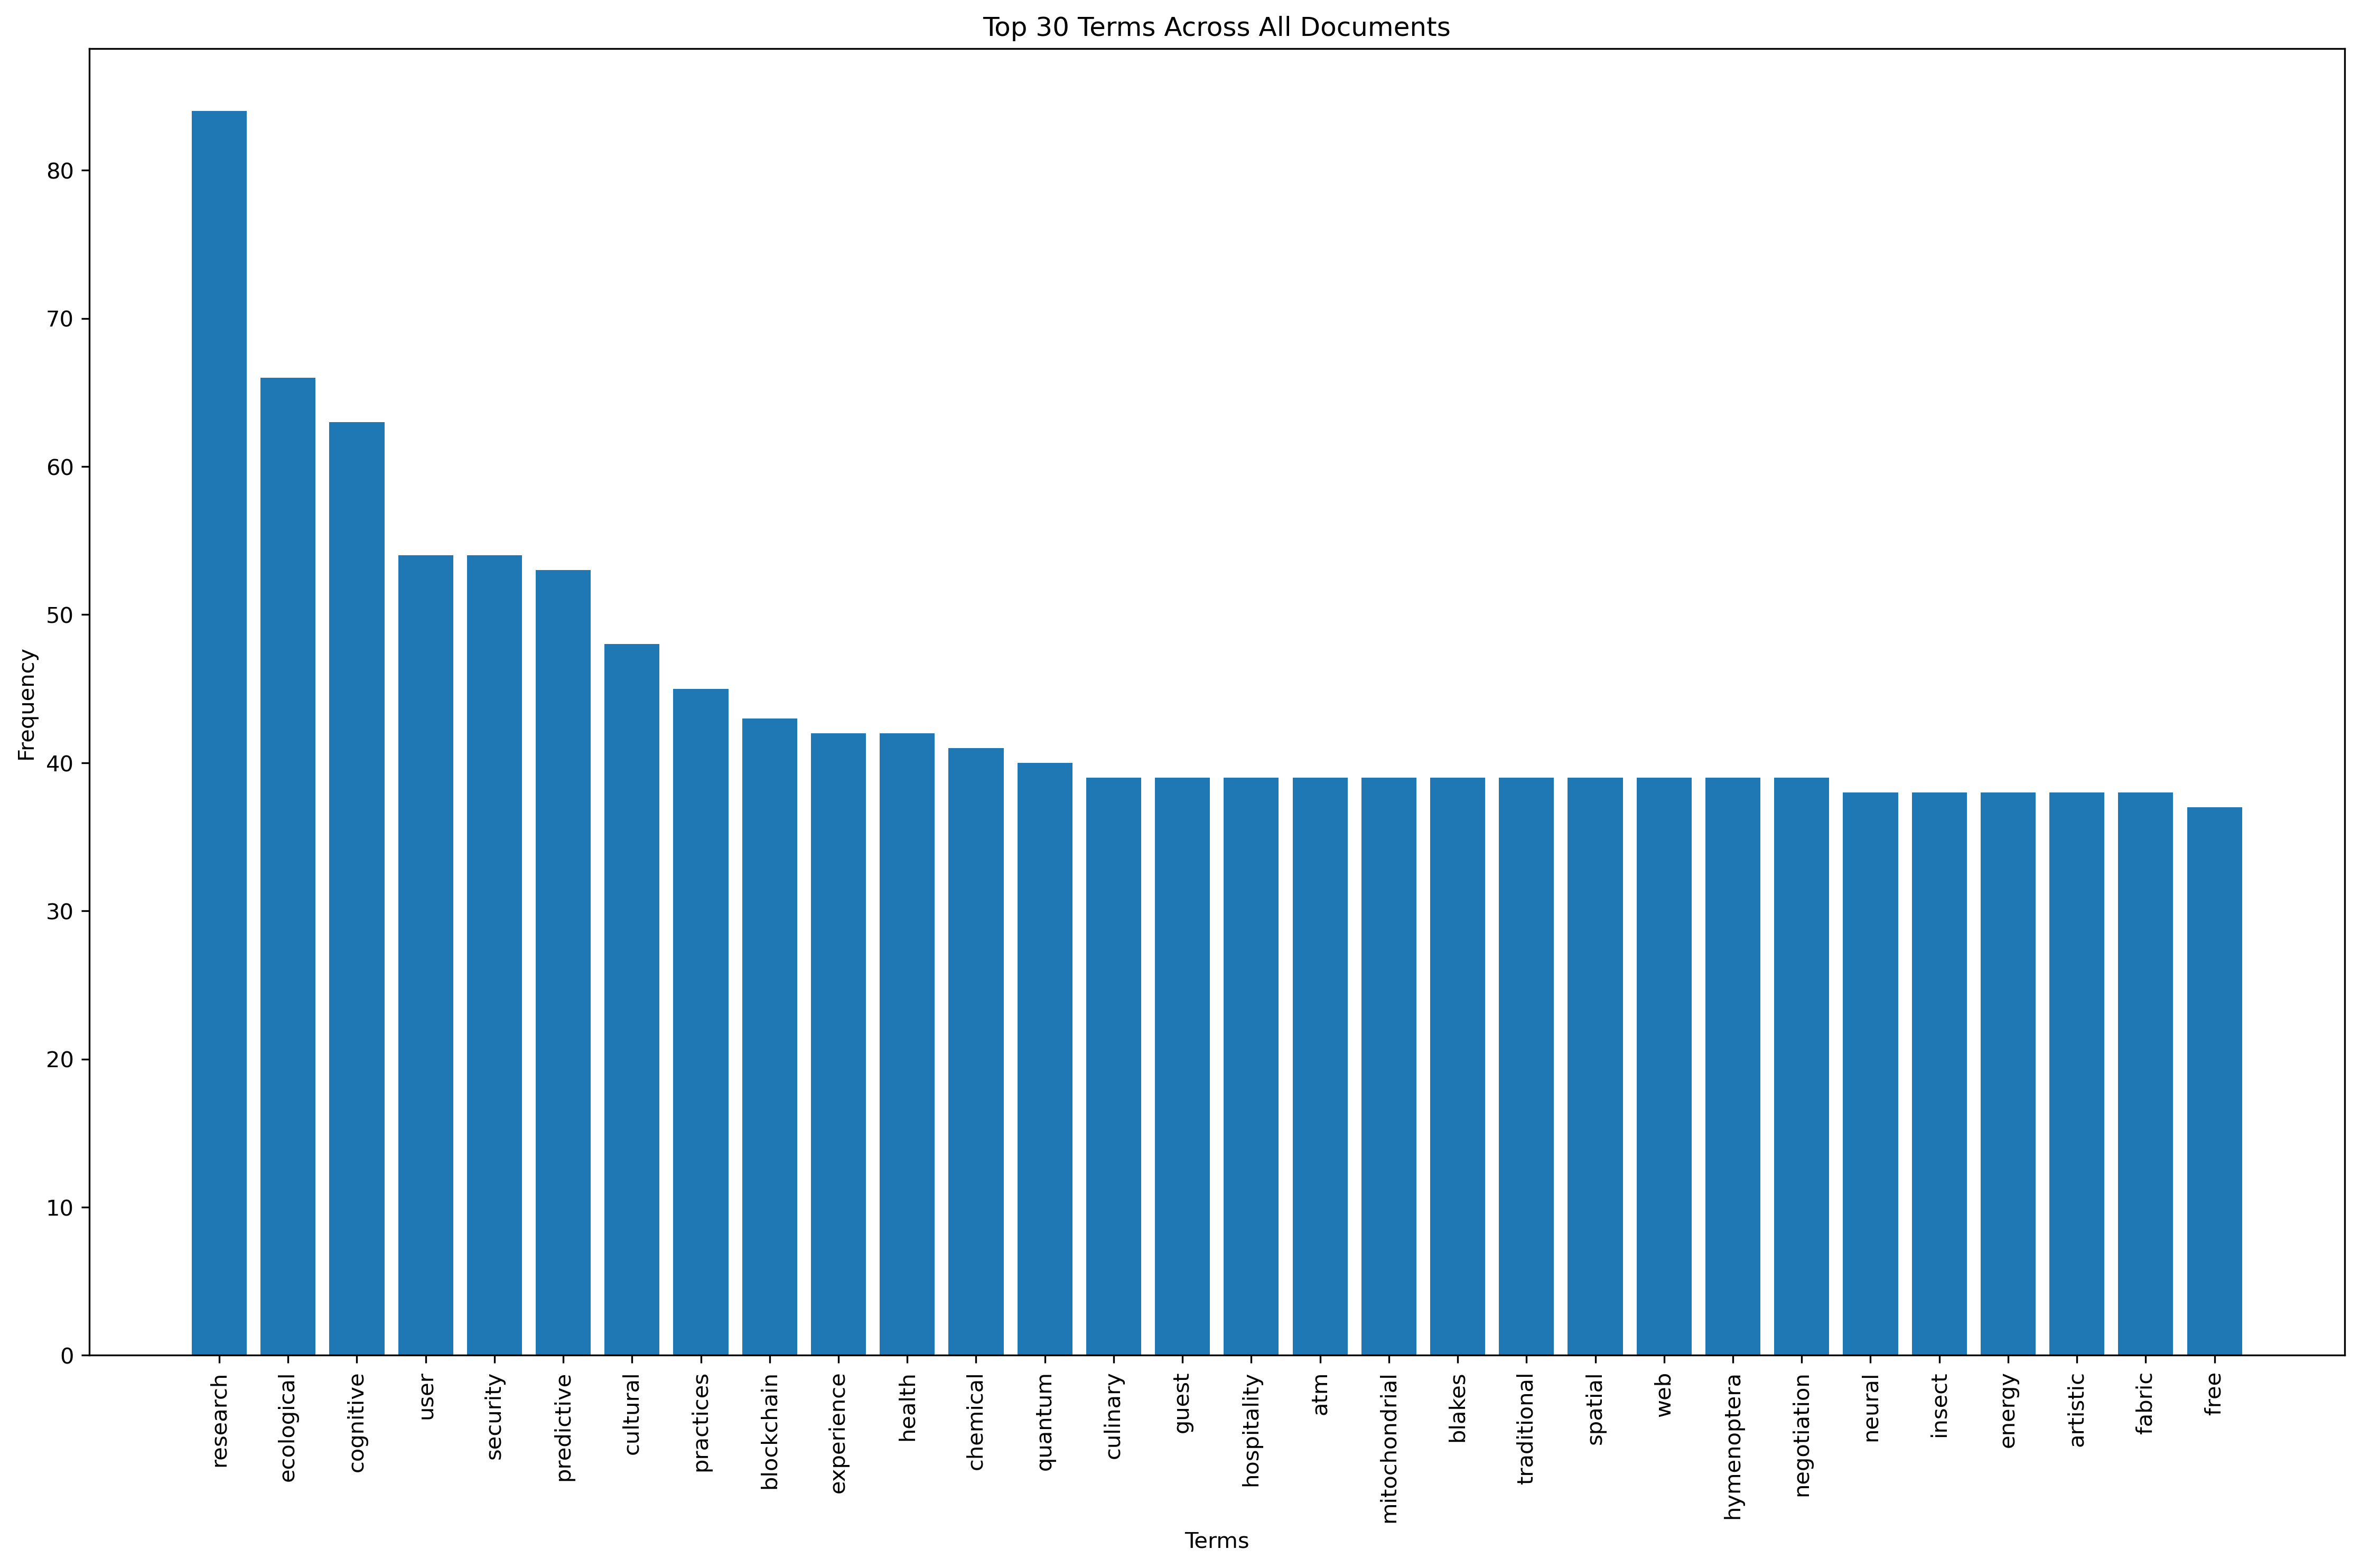 Top 30 Terms Across All Documents
Frequency
80
70
60
50
40
30
20
10
0
research
ecological
cognitive
user
security
predictive
cultural
practices
blockchain
experience
health
chemical
quantum
culinary
guest
hospitality
atm
mitochondrial
blakes
traditional
spatial
web
hymenoptera
negotiation
neural
insect
energy
artistic
fabric
free
Terms